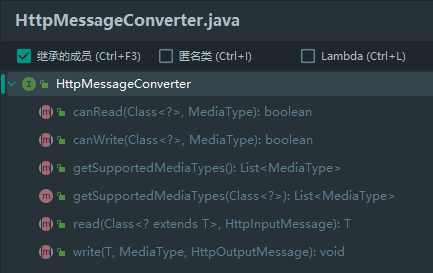 HttpMessageConverter.java
继承的成员 (Ctrl+F3) 匿名类 (Ctrl+I) Lambda (Ctrl+L)
HttpMessageConverter
canRead(Class<?>, MediaType): boolean
canWrite(Class<?>, MediaType): boolean
getSupportedMediaTypes(): List<MediaType>
getSupportedMediaTypes(Class<?>): List<MediaType>
read(Class<? extends T>, HttpInputMessage): T
write(T, MediaType, HttpOutputMessage): void